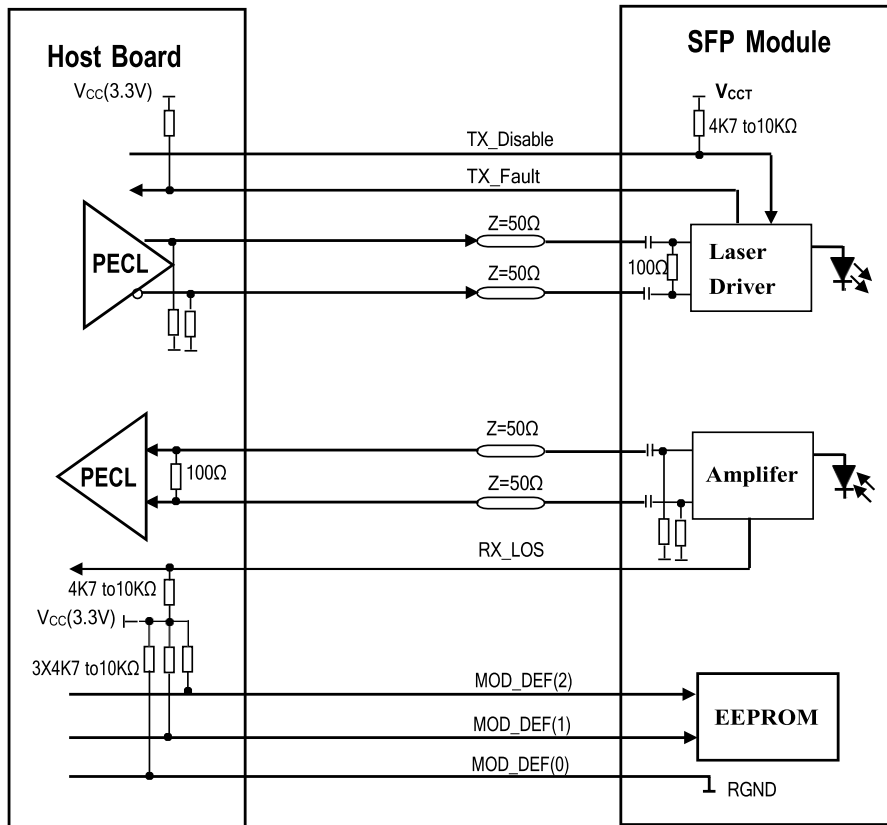 Host Board
SFP Module
VCC(3.3V)
VCCT
4K7 to10KΩ
TX_Disable
TX_Fault
Z=50Ω
PECL
100Ω
Laser
Driver
Z=50Ω
Z=50Ω
PECL
100Ω
Amplifer
Z=50Ω
RX_LOS
4K7 to10KΩ
VCC(3.3V)
3X4K7 to10KΩ
MOD_DEF(2)
EEPROM
MOD_DEF(1)
MOD_DEF(0)
RGND